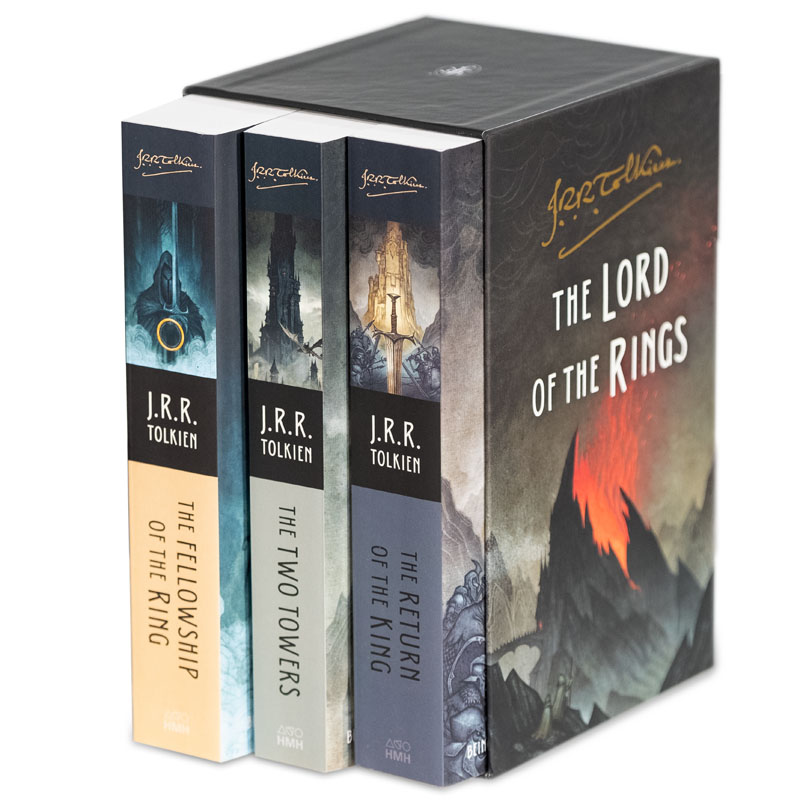 J.R.R. Tolkien.
J.R.R.
TOLKIEN
THE FELLOWSHIP
OF THE RING
HMH
J.R.R. Tolkien.
J.R.R.
TOLKIEN
THE TWO TOWERS
HMH
J.R.R. Tolkien.
J.R.R.
TOLKIEN
THE RETURN
OF THE KING
HMH
J.R.R. Tolkien.
THE LORD
OF THE RINGS